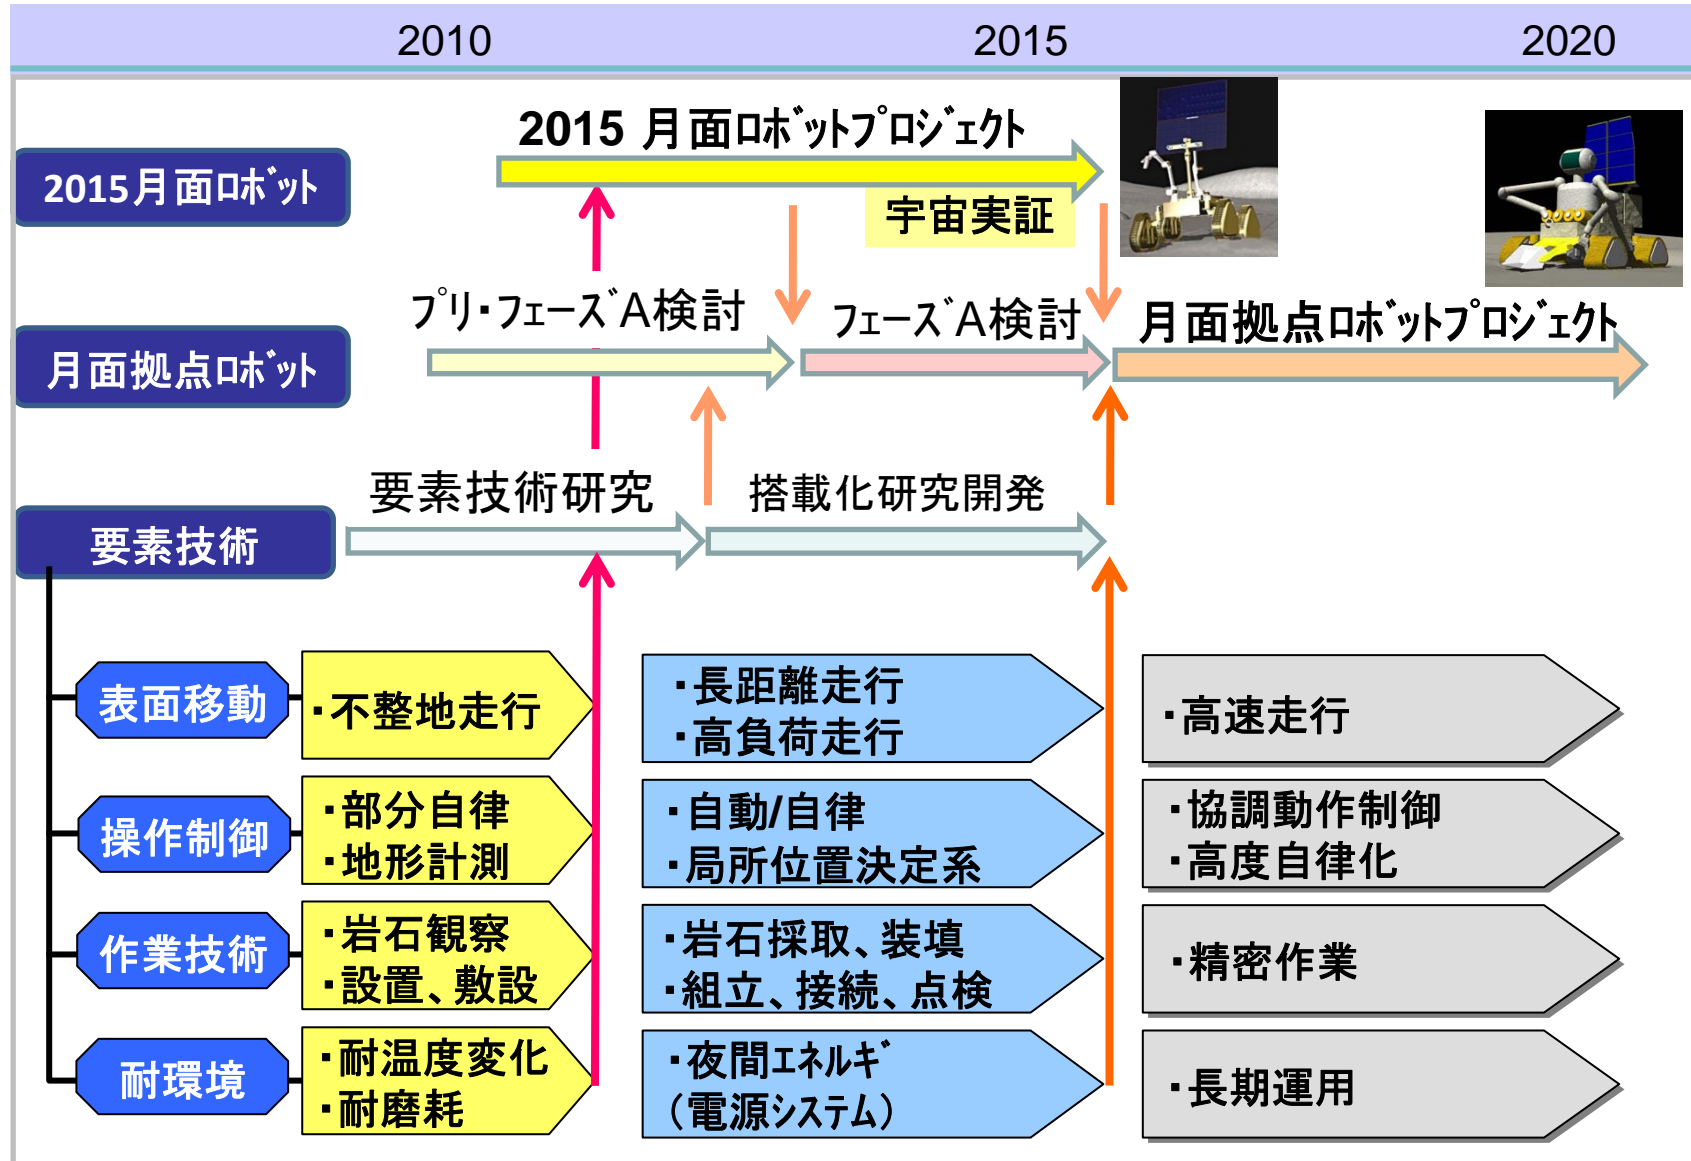 2010 2015 2020
2015 月面ﾛﾎﾞｯﾄﾌﾟﾛｼﾞｪｸﾄ
2015月面ﾛﾎﾞｯﾄ
宇宙実証
ﾌﾟﾘ・ﾌｪｰｽﾞA検討
ﾌｪｰｽﾞA検討
月面拠点ﾛﾎﾞｯﾄﾌﾟﾛｼﾞｪｸﾄ
月面拠点ﾛﾎﾞｯﾄ
要素技術研究
搭載化研究開発
要素技術
表面移動
・不整地走行
・長距離走行
・高負荷走行
・高速走行
操作制御
・部分自律
・地形計測
・自動/自律
・局所位置決定系
・協調動作制御
・高度自律化
作業技術
・岩石観察
・設置、敷設
・岩石採取、装填
・組立、接続、点検
・精密作業
耐環境
・耐温度変化
・耐磨耗
・夜間ｴﾈﾙｷﾞ
（電源ｼｽﾃﾑ）
・長期運用